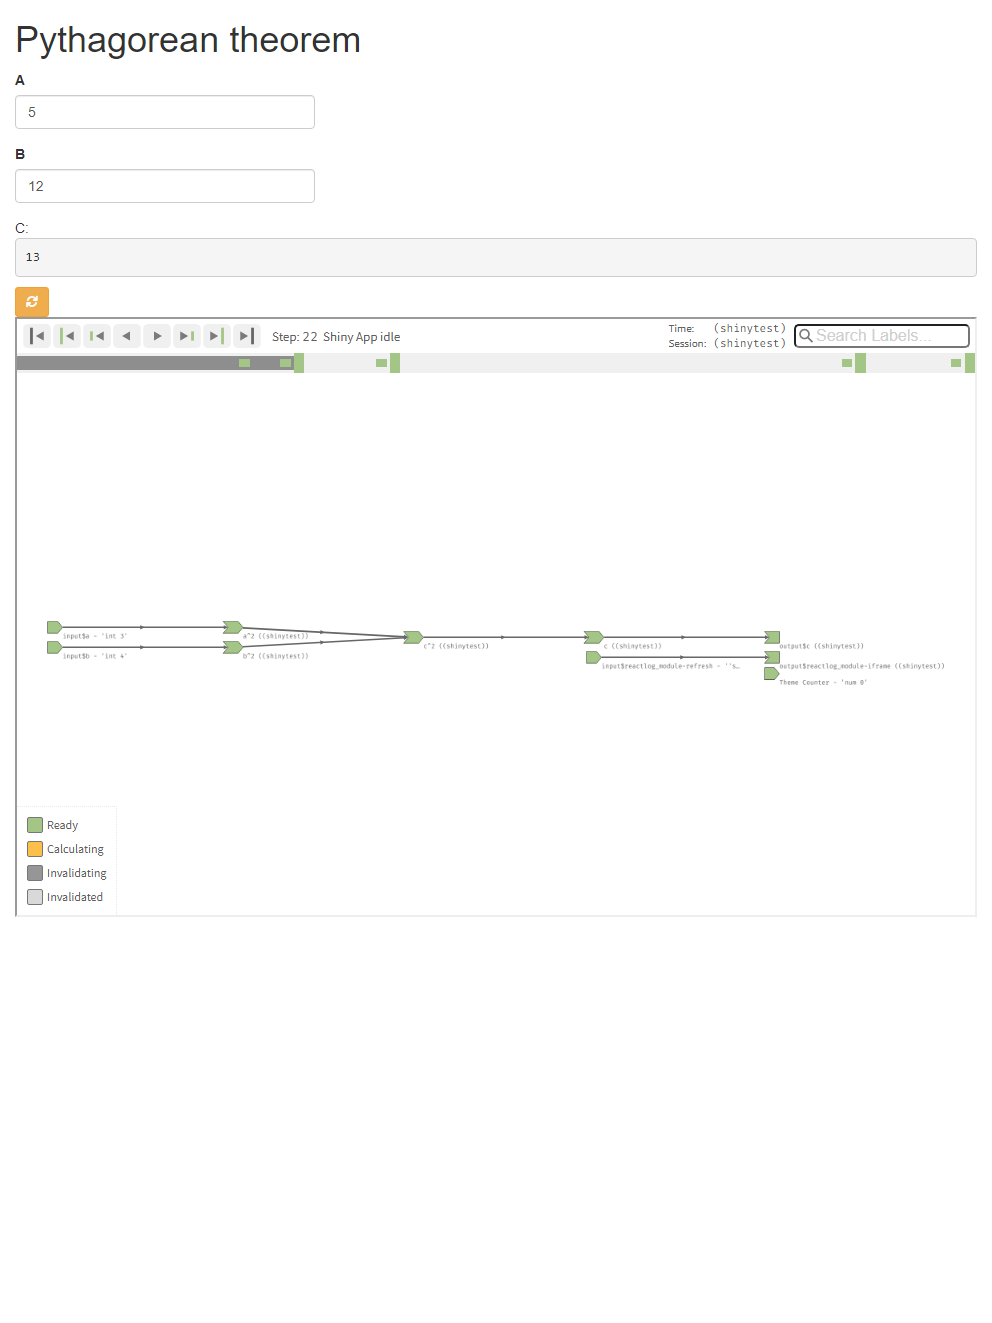 Pythagorean theorem
A
5
B
12
C:
13
Step: 22 Shiny App idle
Time: (shinytest)
Session: (shinytest)
Search Labels...
input$a - 'int 3'
a^2 ((shinytest))
input$b - 'int 4'
b^2 ((shinytest))
c^2 ((shinytest))
c ((shinytest))
output$c ((shinytest))
input$reactlog_module-refresh - ''s…
output$reactlog_module-iframe ((shinytest))
Theme Counter - 'num 0'
Ready
Calculating
Invalidating
Invalidated